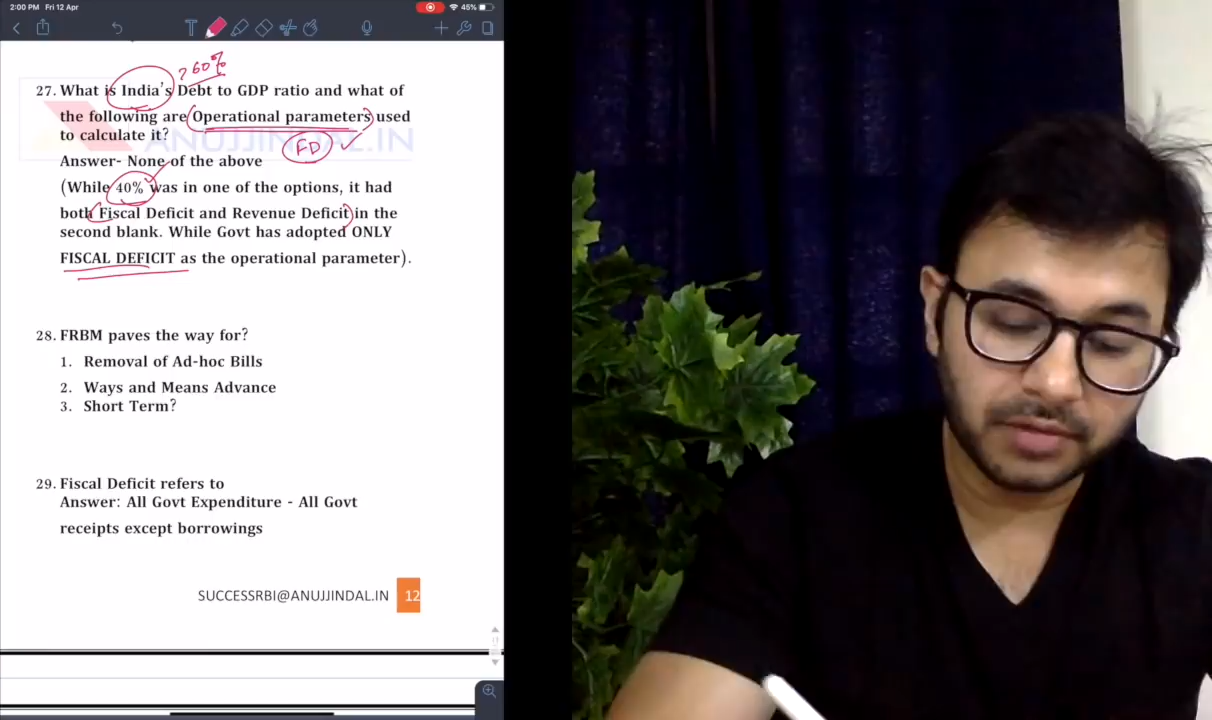 2:00 PM Fri 12 Apr
45%
? 60%
27. What is India's Debt to GDP ratio and what of
the following are Operational parameters used
to calculate it?
ANUJJINDAL.IN
FD
Answer- None of the above
(While 40% was in one of the options, it had
both Fiscal Deficit and Revenue Deficit in the
second blank. While Govt has adopted ONLY
FISCAL DEFICIT as the operational parameter).
28. FRBM paves the way for?
1. Removal of Ad-hoc Bills
2. Ways and Means Advance
3. Short Term?
29. Fiscal Deficit refers to
Answer: All Govt Expenditure - All Govt
receipts except borrowings
SUCCESSRBI@ANUJJINDAL.IN 12